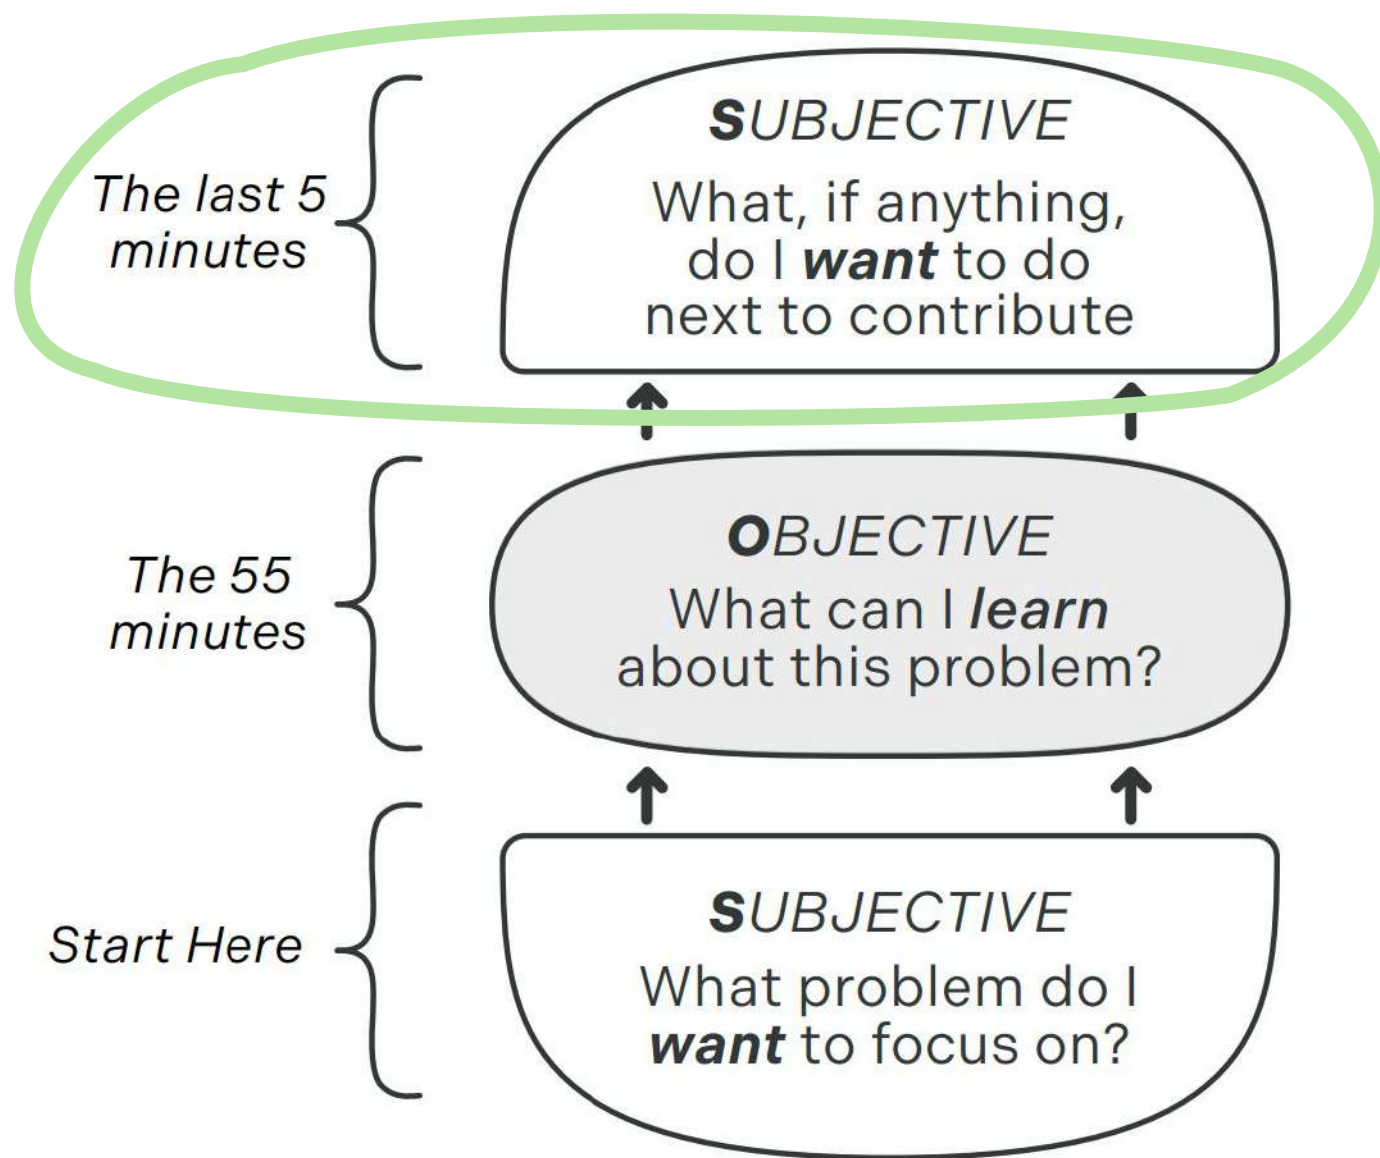 The last 5
minutes
SUBJECTIVE
What, if anything,
do I want to do
next to contribute
The 55
minutes
OBJECTIVE
What can I learn
about this problem?
Start Here
SUBJECTIVE
What problem do I
want to focus on?